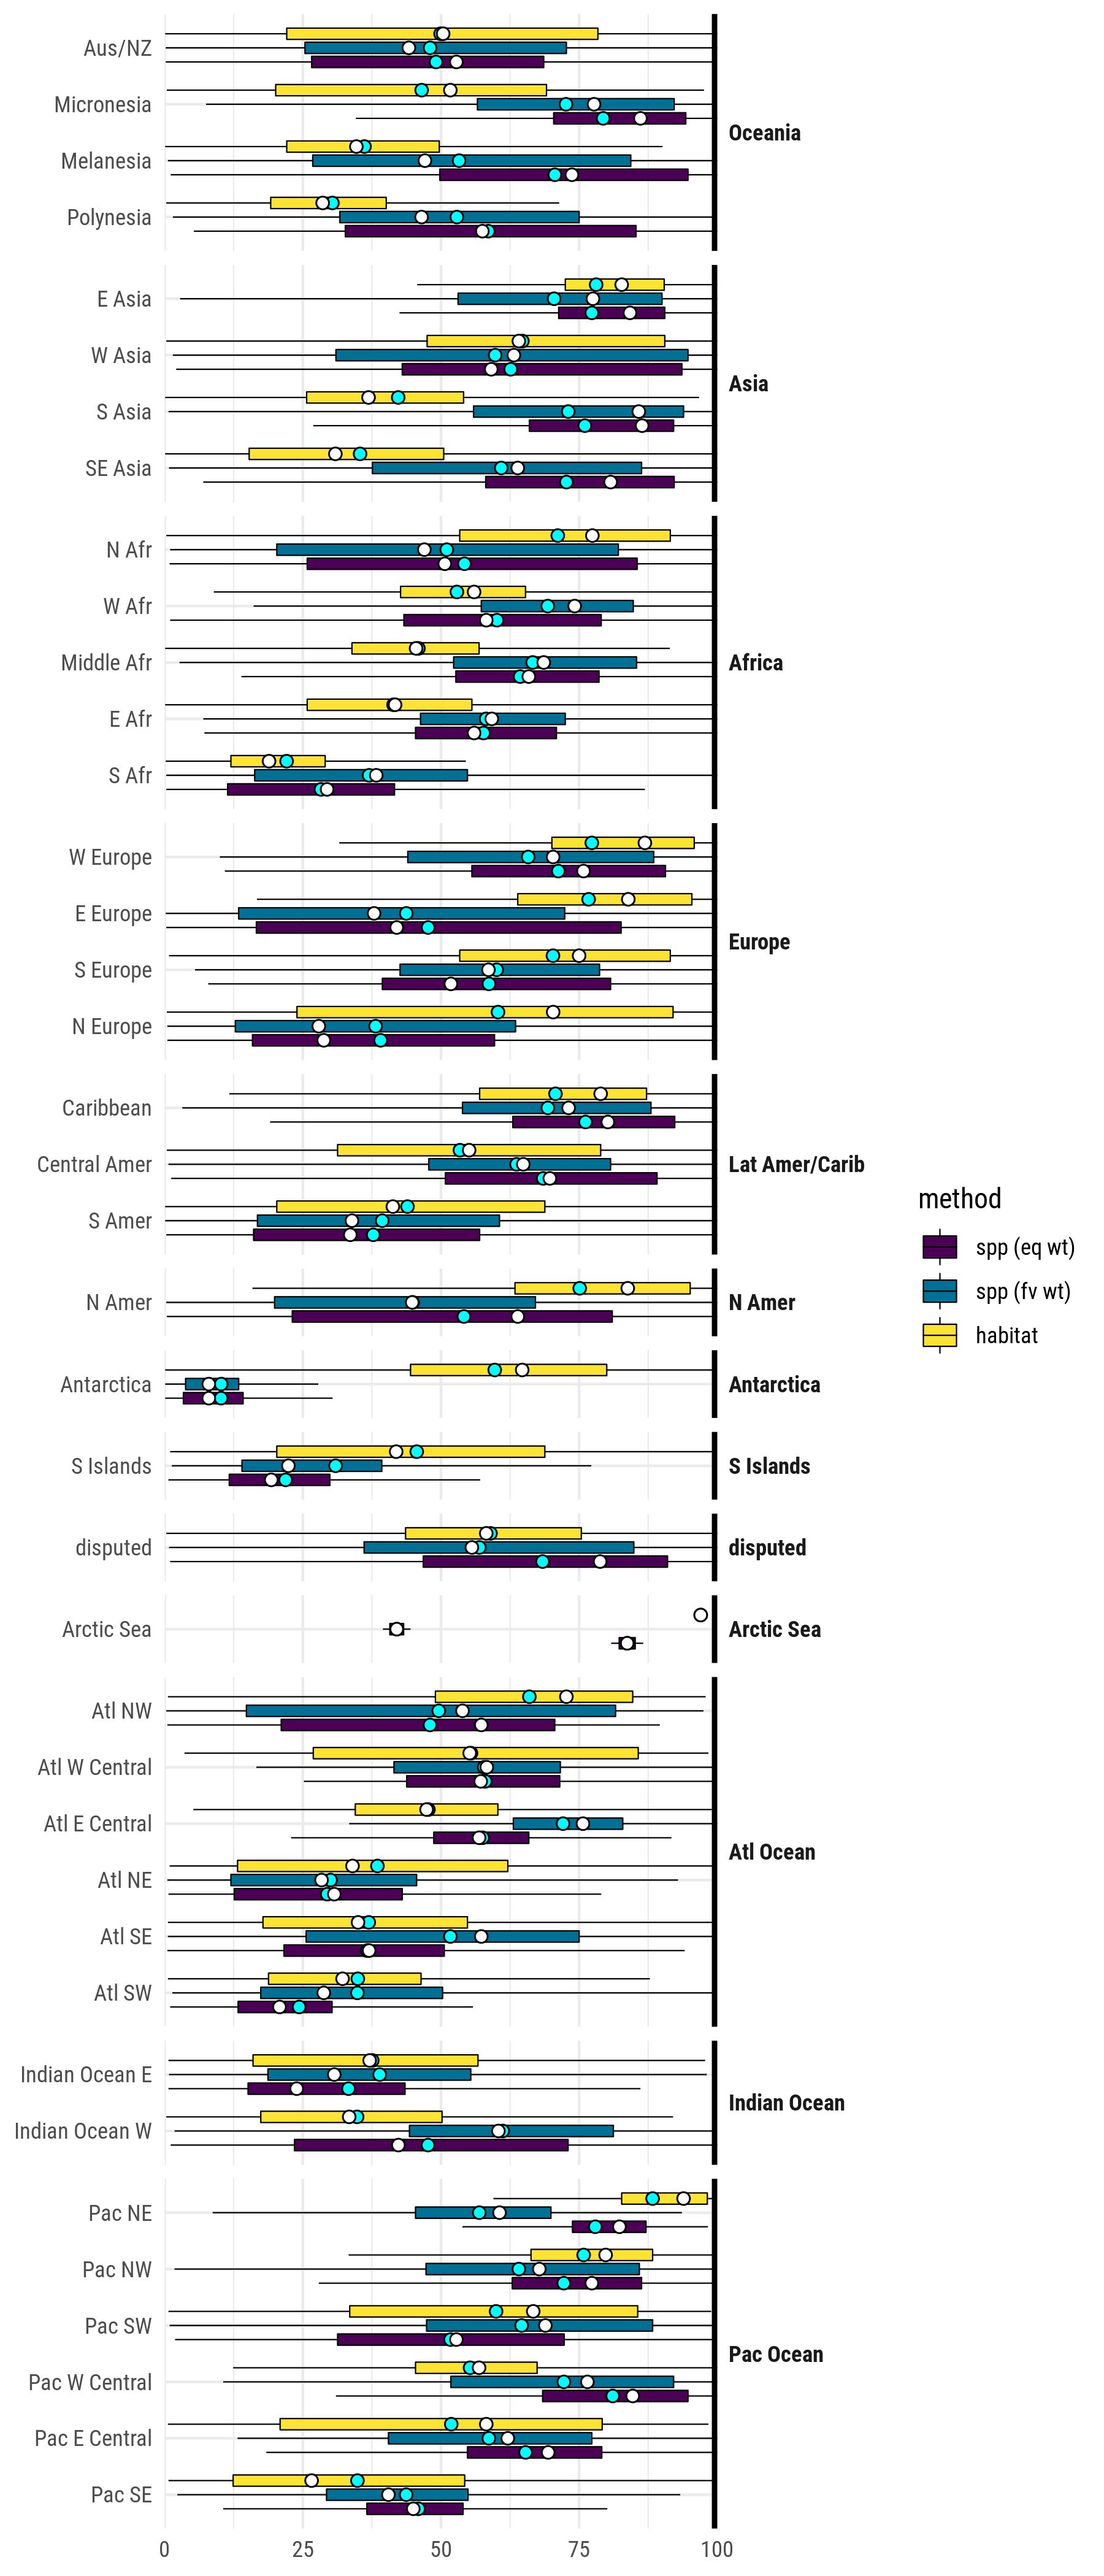 Aus/NZ
Micronesia
Melanesia
Polynesia
Oceania
E Asia
W Asia
S Asia
SE Asia
Asia
N Afr
W Afr
Middle Afr
E Afr
S Afr
Africa
W Europe
E Europe
S Europe
N Europe
Europe
Caribbean
Central Amer
S Amer
Lat Amer/Carib
N Amer
N Amer
Antarctica
Antarctica
S Islands
S Islands
disputed
disputed
Arctic Sea
Arctic Sea
Atl NW
Atl W Central
Atl E Central
Atl NE
Atl SE
Atl SW
Atl Ocean
Indian Ocean E
Indian Ocean W
Indian Ocean
Pac NE
Pac NW
Pac SW
Pac W Central
Pac E Central
Pac SE
Pac Ocean
0 25 50 75 100
method
spp (eq wt)
spp (fv wt)
habitat